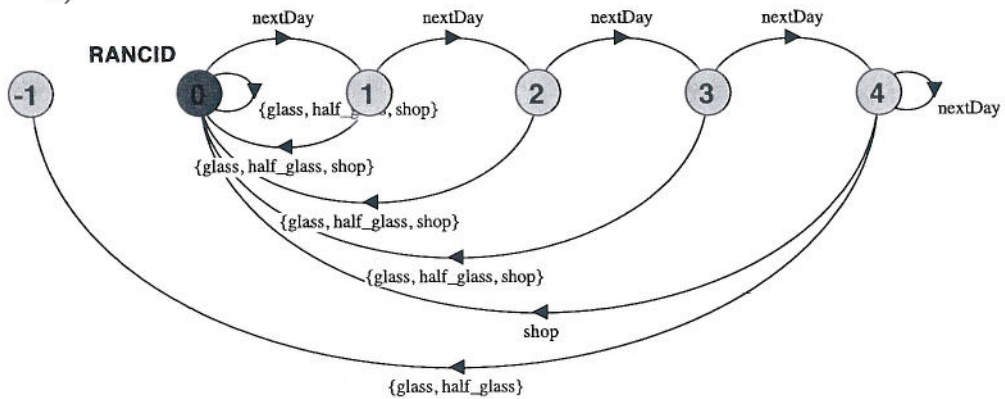 nextDay
nextDay
nextDay
nextDay
RANCID
-1
0
1
2
3
4
{glass, half_glass, shop}
nextDay
{glass, half_glass, shop}
{glass, half_glass, shop}
{glass, half_glass, shop}
shop
{glass, half_glass}